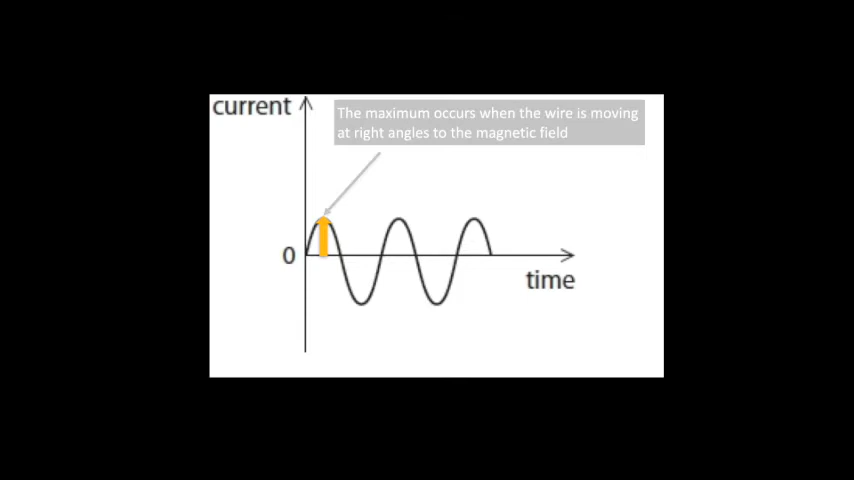 current
The maximum occurs when the wire is moving
at right angles to the magnetic field
0
time